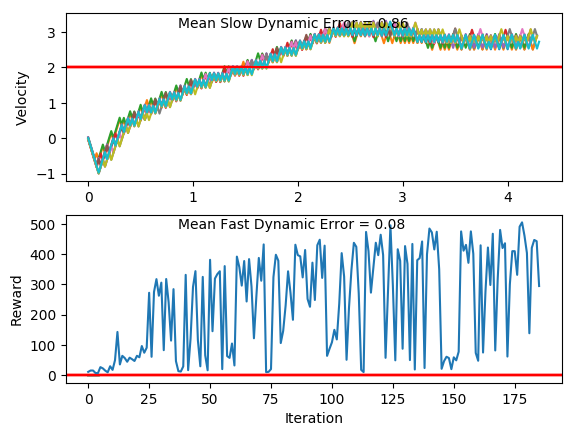 Mean Slow Dynamic Error = 0.86
3
2
1
0
−1
Velocity
0 1 2 3 4
Mean Fast Dynamic Error = 0.08
500
400
300
200
100
0
Reward
0 25 50 75 100 125 150 175
Iteration